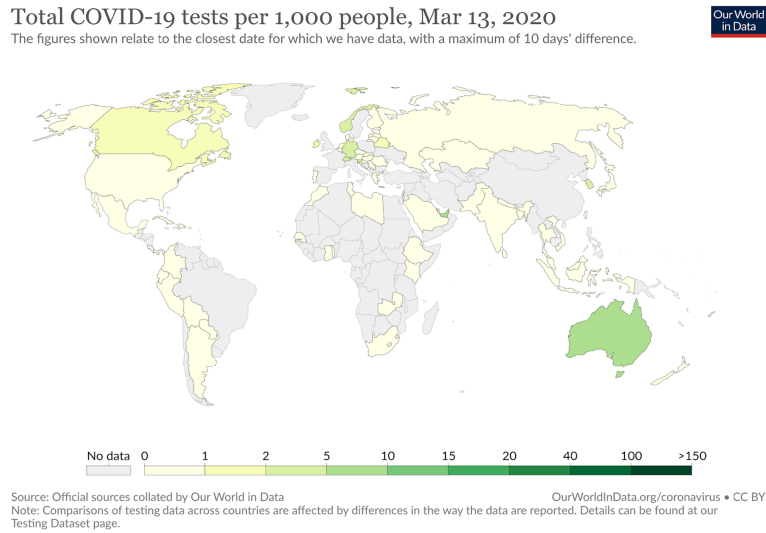 Total COVID-19 tests per 1,000 people, Mar 13, 2020
The figures shown relate to the closest date for which we have data, with a maximum of 10 days' difference.
Our World
in Data
No data 0 1 2 5 10 15 20 40 100 >150
Source: Official sources collated by Our World in Data
OurWorldInData.org/coronavirus • CC BY
Note: Comparisons of testing data across countries are affected by differences in the way the data are reported. Details can be found at our
Testing Dataset page.